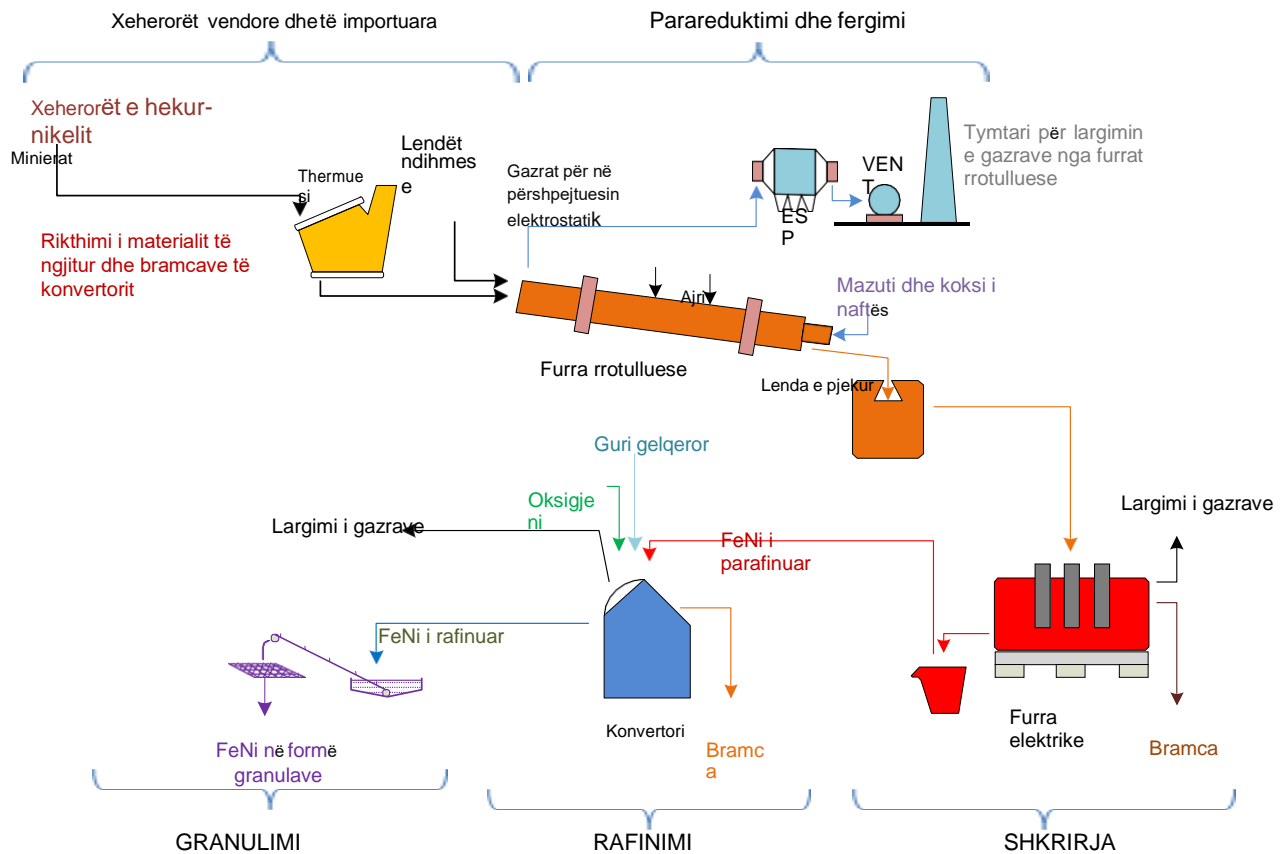 Xeherorët vendore dhetë importuara
Parareduktimi dhe fergimi
Xeherorët e hekur-
nikelit
Minierat
Thermue
si
Lendët
ndihmes
e
Gazrat për në
përshpejtuesin
elektrostatik
ES
P
VEN
T
Tymtari për largimin
e gazrave nga furrat
rrotulluese
Rikthimi i materialit të
ngjitur dhe bramcave të
konvertorit
Ajri
Mazuti dhe koksi i
naftës
Furra rrotulluese
Lenda e pjekur
Guri gelqeror
Oksigje
ni
Largimi i gazrave
FeNi i
parafinuar
Largimi i gazrave
FeNi i rafinuar
Konvertori
Furra
elektrike
FeNi në formë
granulave
Bramc
a
Bramca
GRANULIMI
RAFINIMI
SHKRIRJA